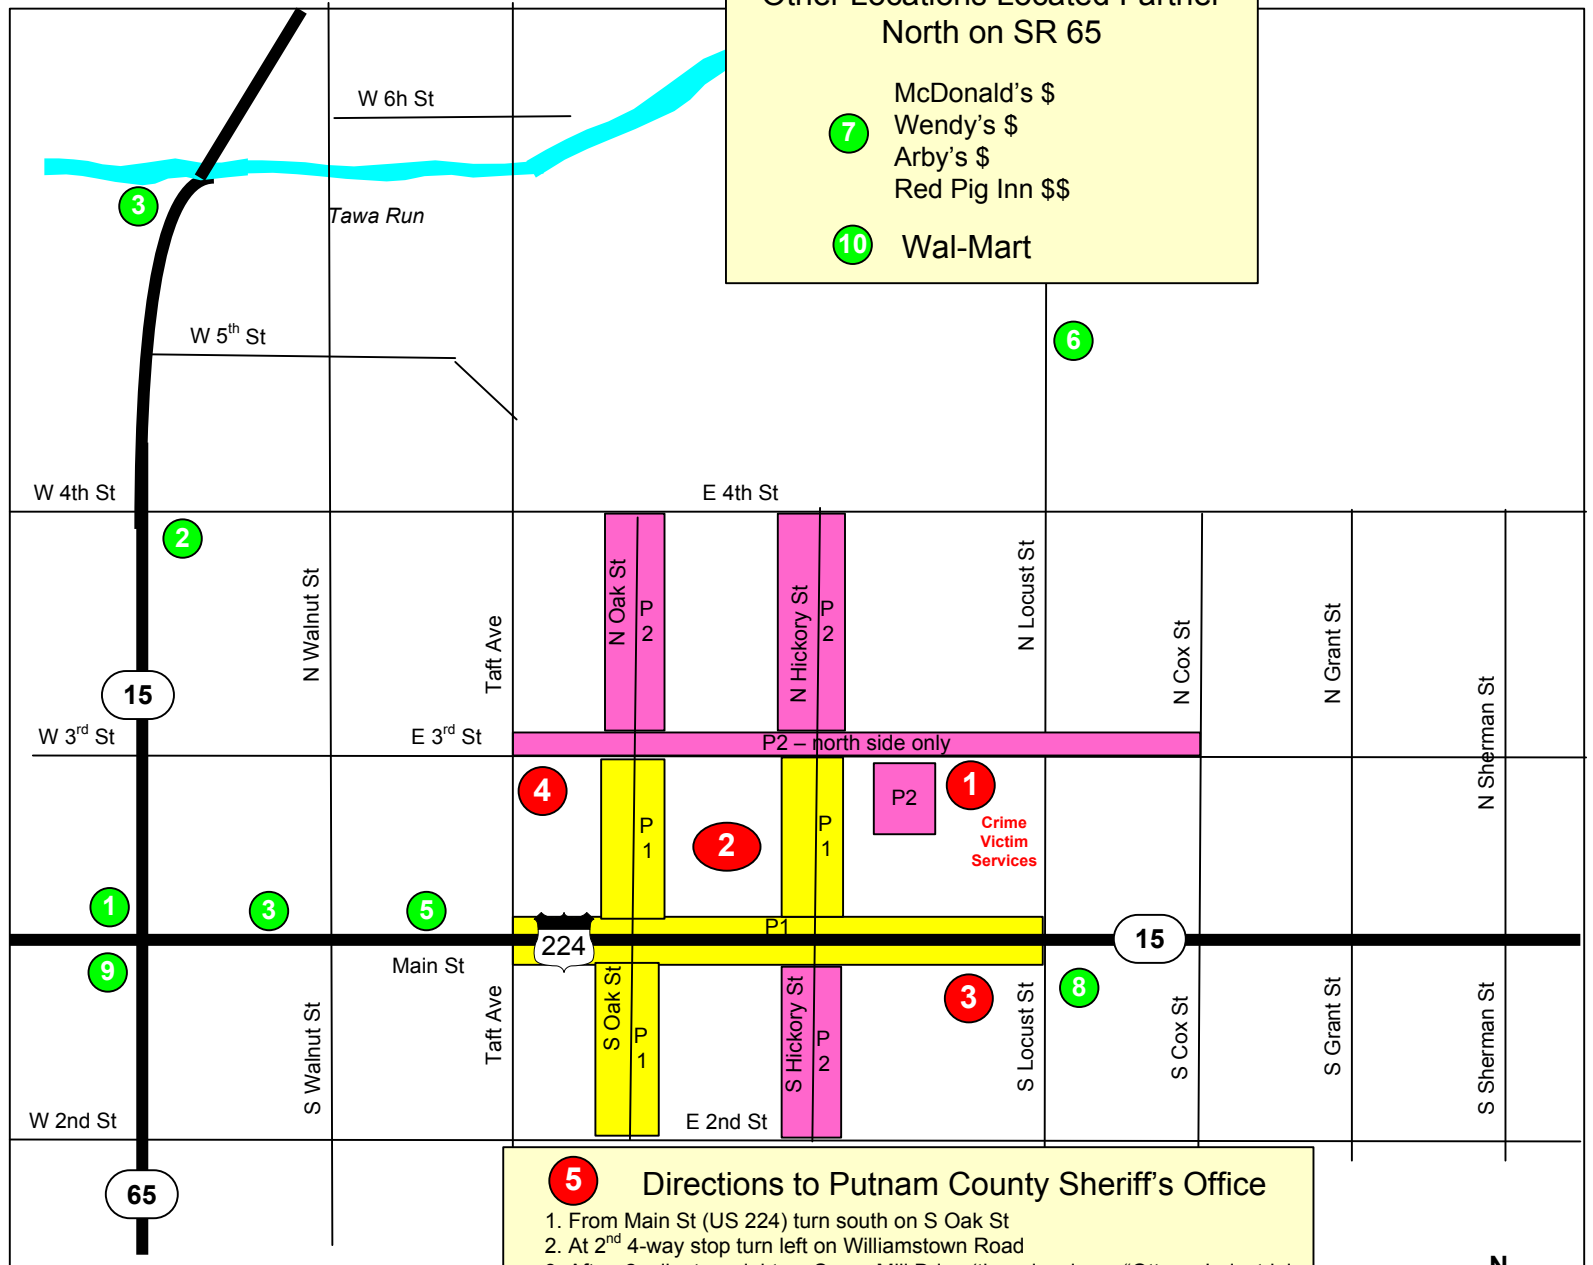 Other Locations Located Farther
North on SR 65
McDonald's $
Wendy's $
7
Arby's $
Red Pig Inn $$
10 Wal-Mart
W 6h St
3
Tawa Run
W 5th St
6
W 4th St
E 4th St
2
N Walnut St
Taft Ave
N Oak St
P
2
N Hickory St
P
2
N Locust St
N Cox St
N Grant St
N Sherman St
15
W 3rd St
E 3rd St
P2 – north side only
4
P
1
2
P
1
P2
1
Crime
Victim
Services
1
3
5
P1
224
15
9
Main St
S Walnut St
Taft Ave
S Oak St
P
1
S Hickory St
P
2
3
S Locust St
8
S Cox St
S Grant St
S Sherman St
W 2nd St
E 2nd St
65
5 Directions to Putnam County Sheriff's Office
1. From Main St (US 224) turn south on S Oak St
2. At 2nd 4-way stop turn left on Williamstown Road
N